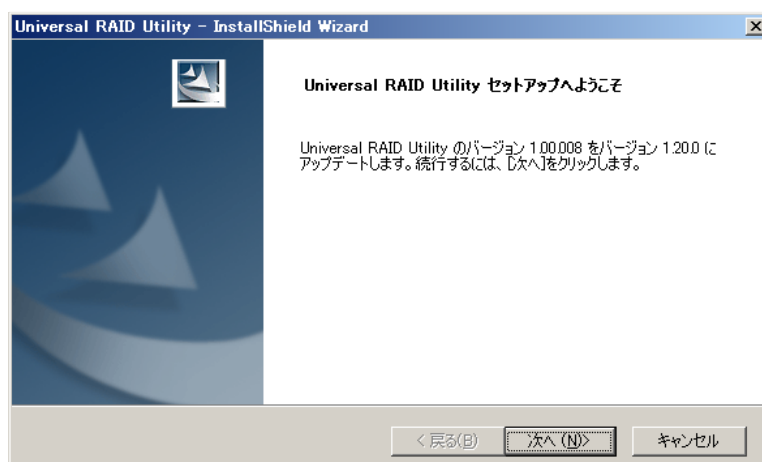 Universal RAID Utility - InstallShield Wizard
Universal RAID Utility セットアップへようこそ
Universal RAID Utility のバージョン 1.00.008 をバージョン 1.20.0 に
アップデートします。続行するには、[次へ]をクリックします。
< 戻る(B)
次へ (N)>
キャンセル